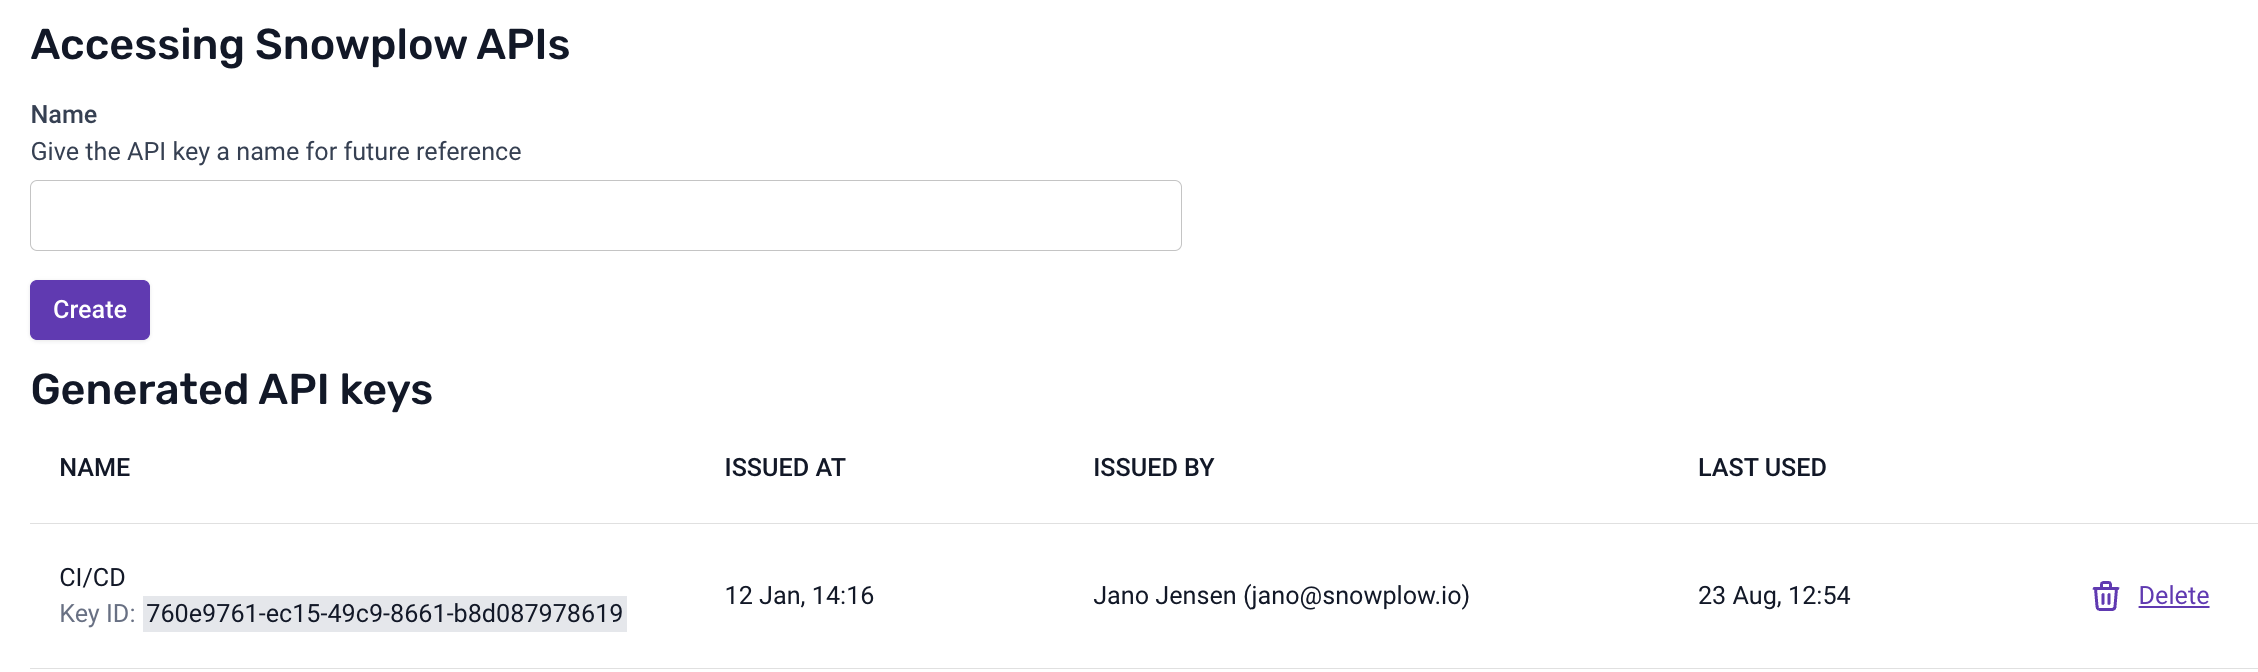 Accessing Snowplow APIs
Name
Give the API key a name for future reference
Create
Generated API keys
NAME ISSUED AT ISSUED BY LAST USED
CI/CD
Key ID: 760e9761-ec15-49c9-8661-b8d087978619 12 Jan, 14:16 Jano Jensen (jano@snowplow.io) 23 Aug, 12:54 Delete